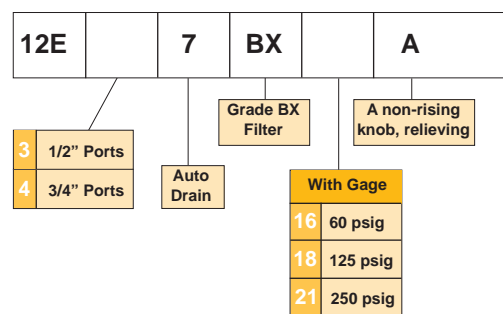 12E 7 BX A
Grade BX
Filter
A non-rising
knob, relieving
3 1/2” Ports
4 3/4” Ports
Auto
Drain
With Gage
16 60 psig
18 125 psig
21 250 psig